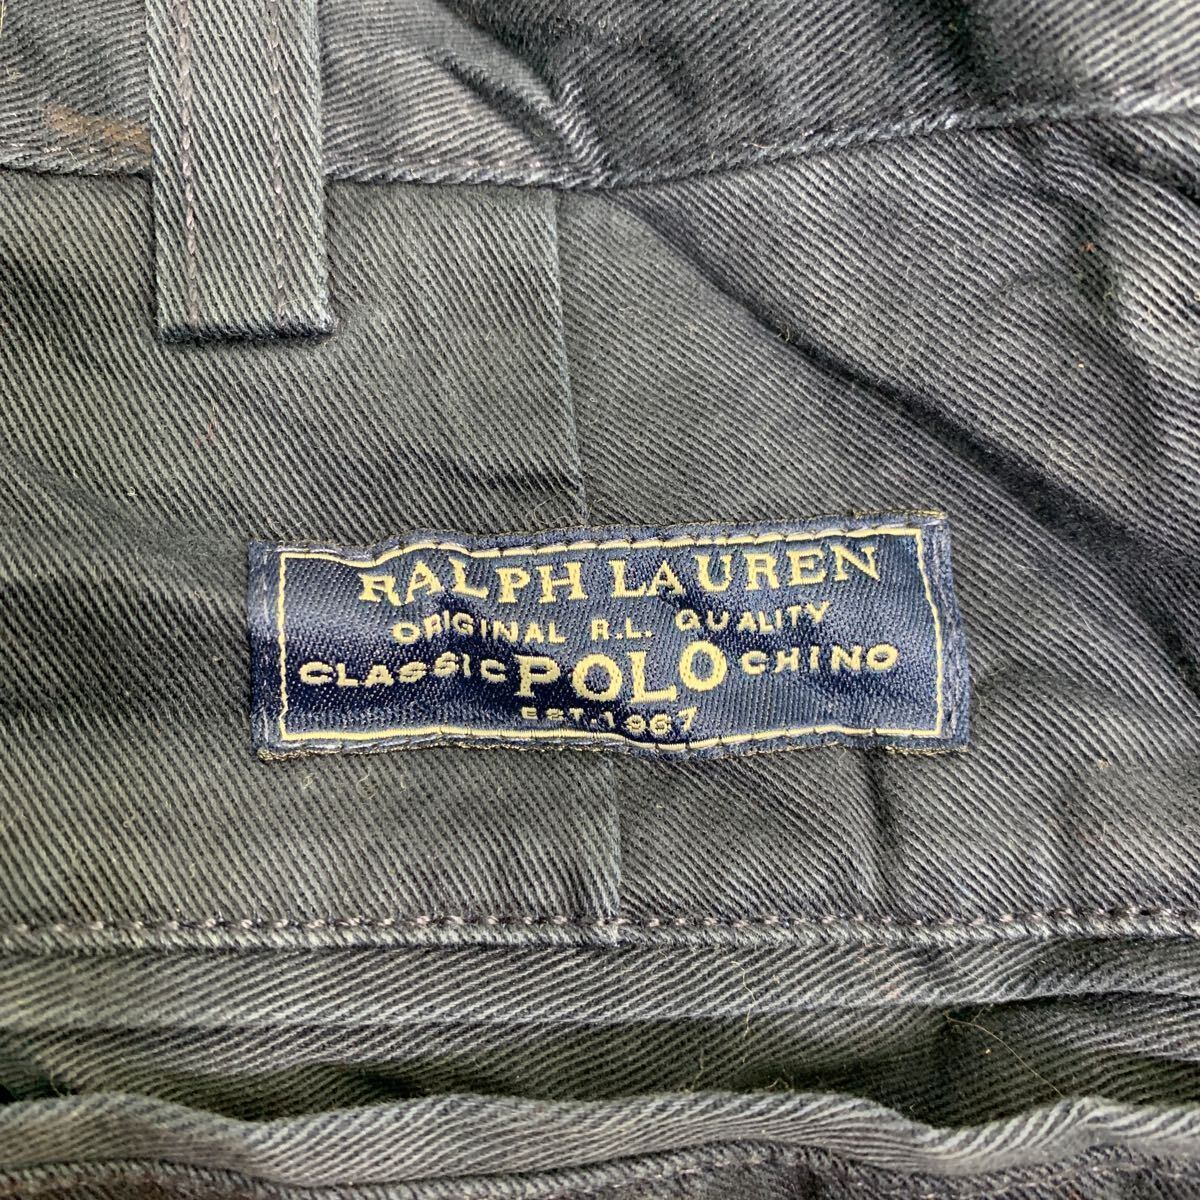 RALPH LAUREN
ORIGINAL R.L. QUALITY
CLASSIC POLO CHINO
EST. 1967